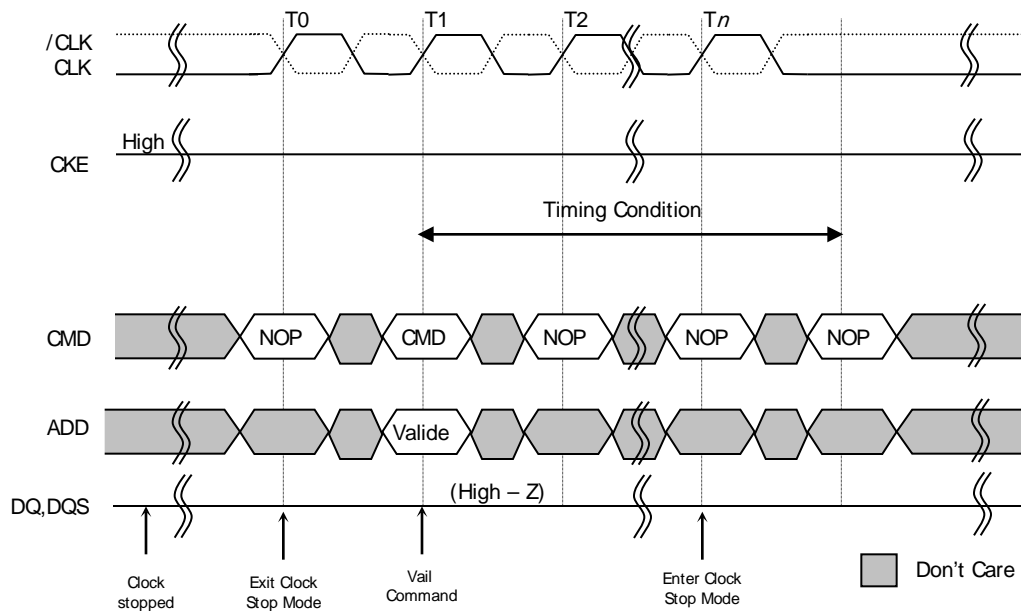 T0 T1 T2 Tn
/CLK
CLK
High
CKE
Timing Condition
CMD NOP CMD NOP NOP NOP
ADD Valide
(High – Z)
DQ,DQS
Clock
stopped
Exit Clock
Stop Mode
Vail
Command
Enter Clock
Stop Mode
Don't Care